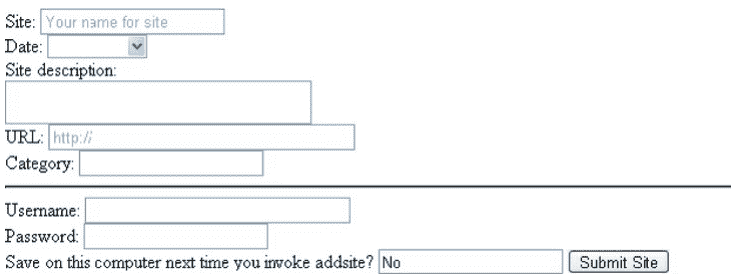 Site: Your name for site
Date:
Site description:
URL: http://
Category:
Username:
Password:
Save on this computer next time you invoke addsite? No Submit Site